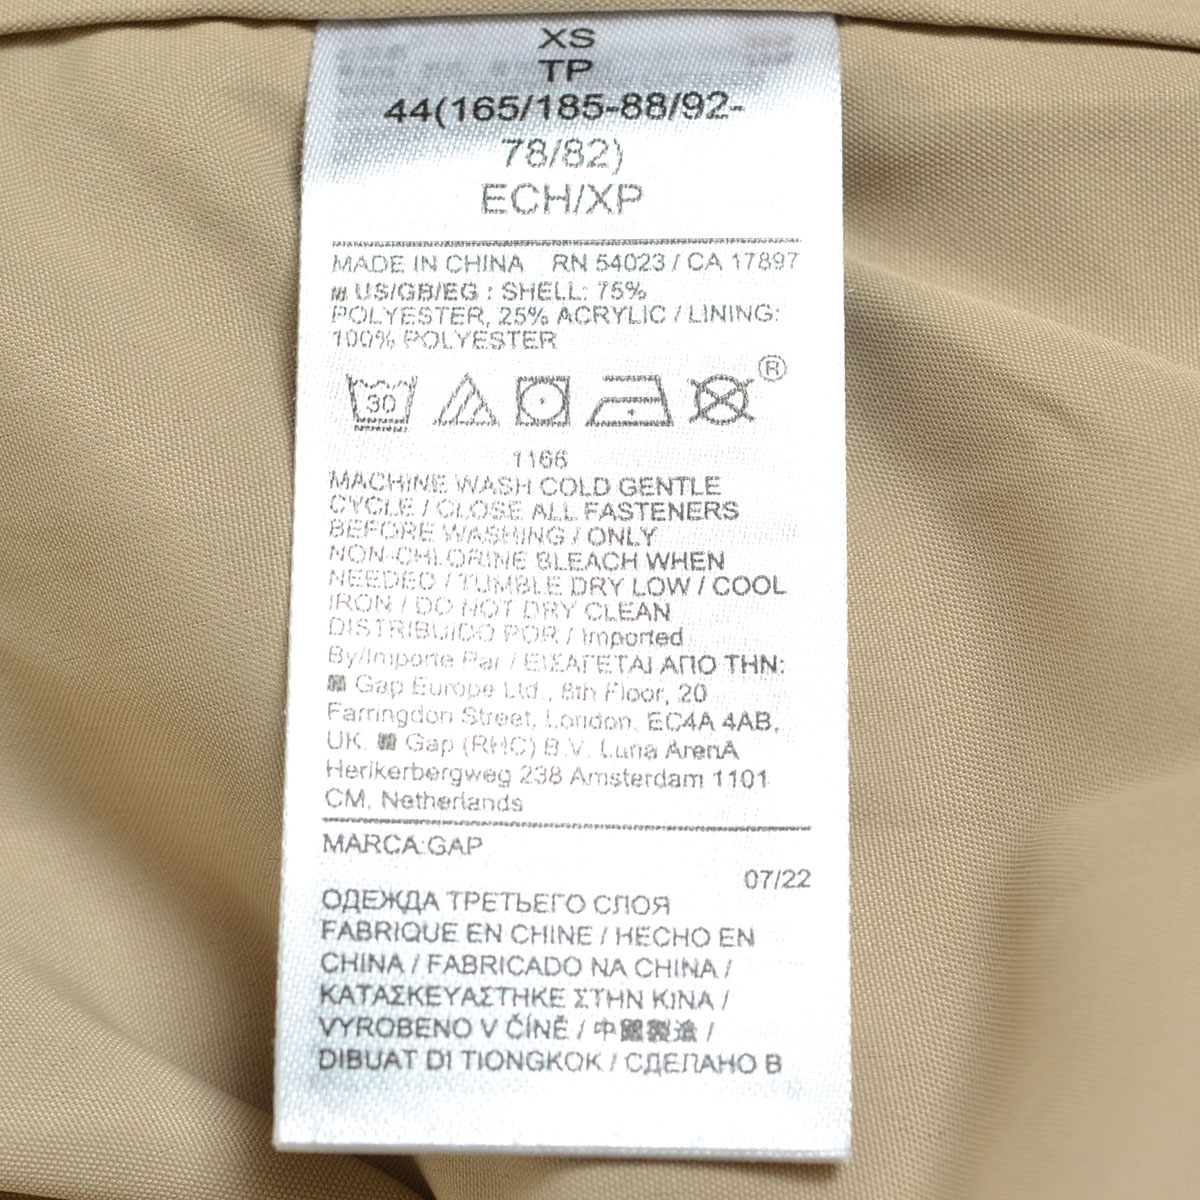 XS
TP
44(165/185-88/92-
78/82)
ECH/XP
MADE IN CHINA RN 54023 / CA 17897
US/GB/EG : SHELL: 75%
POLYESTER, 25% ACRYLIC / LINING:
100% POLYESTER
30 ®
1166
MACHINE WASH COLD GENTLE
CYCLE / CLOSE ALL FASTENERS
BEFORE WASHING / ONLY
NON-CHLORINE BLEACH WHEN
NEEDED / TUMBLE DRY LOW / COOL
IRON / DO NOT DRY CLEAN
DISTRIBUIDO POR / Imported
By/Importe Par / ΕΙΣΑΓΕΤΑΙ ΑΠΟ ΤΗΝ:
Gap Europe Ltd., 8th Floor, 20
Farringdon Street, London, EC4A 4AB,
UK. Gap (RHC) B.V. Luna ArenA
Herikerbergweg 238 Amsterdam 1101
CM, Netherlands
MARCA:GAP
07/22
ОДЕЖДА ТРЕТЬЕГО СЛОЯ
FABRIQUE EN CHINE / HECHO EN
CHINA / FABRICADO NA CHINA /
ΚΑΤΑΣΚΕΥΑΣΤΗΚΕ ΣΤΗΝ ΚΙΝΑ /
VYROBENO V ČÍNĚ / 中國製造 /
DIBUAT DI TIONGKOK / СДЕЛАНО В